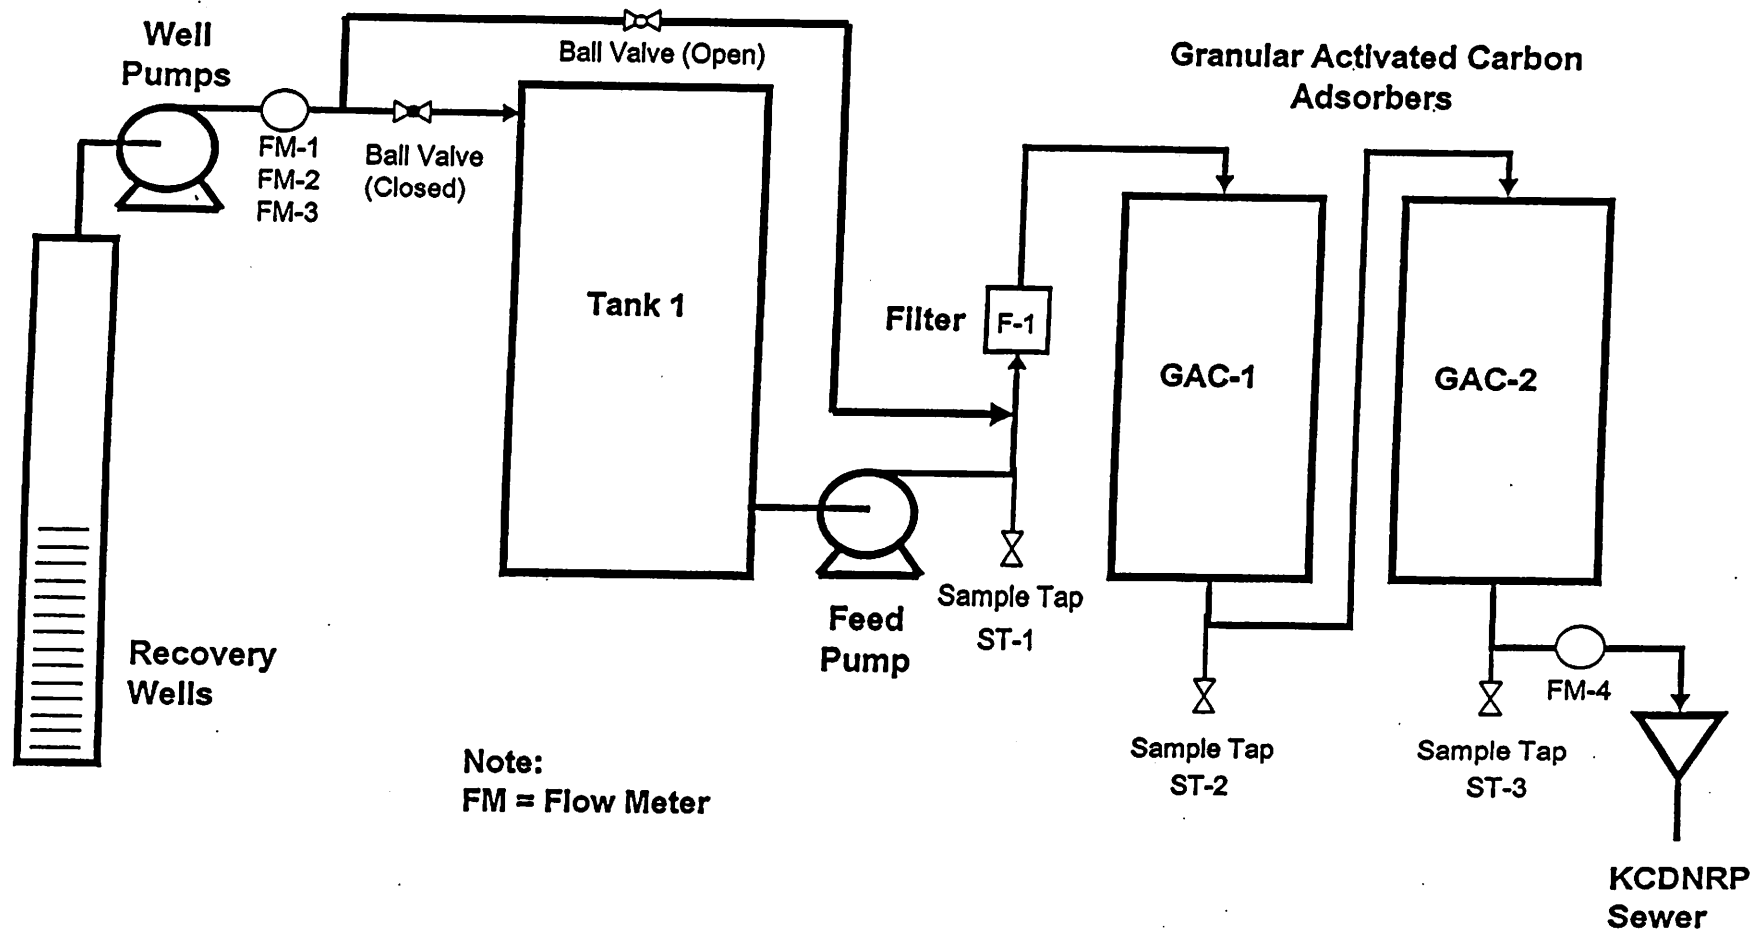 Well
Pumps
Ball Valve (Open)
Granular Activated Carbon
Adsorbers
FM-1
FM-2
FM-3
Ball Valve
(Closed)
Tank 1
Filter
F-1
GAC-1
GAC-2
Recovery
Wells
Feed
Pump
Sample Tap
ST-1
FM-4
Sample Tap
ST-2
Sample Tap
ST-3
Note:
FM = Flow Meter
KCDNRP
Sewer